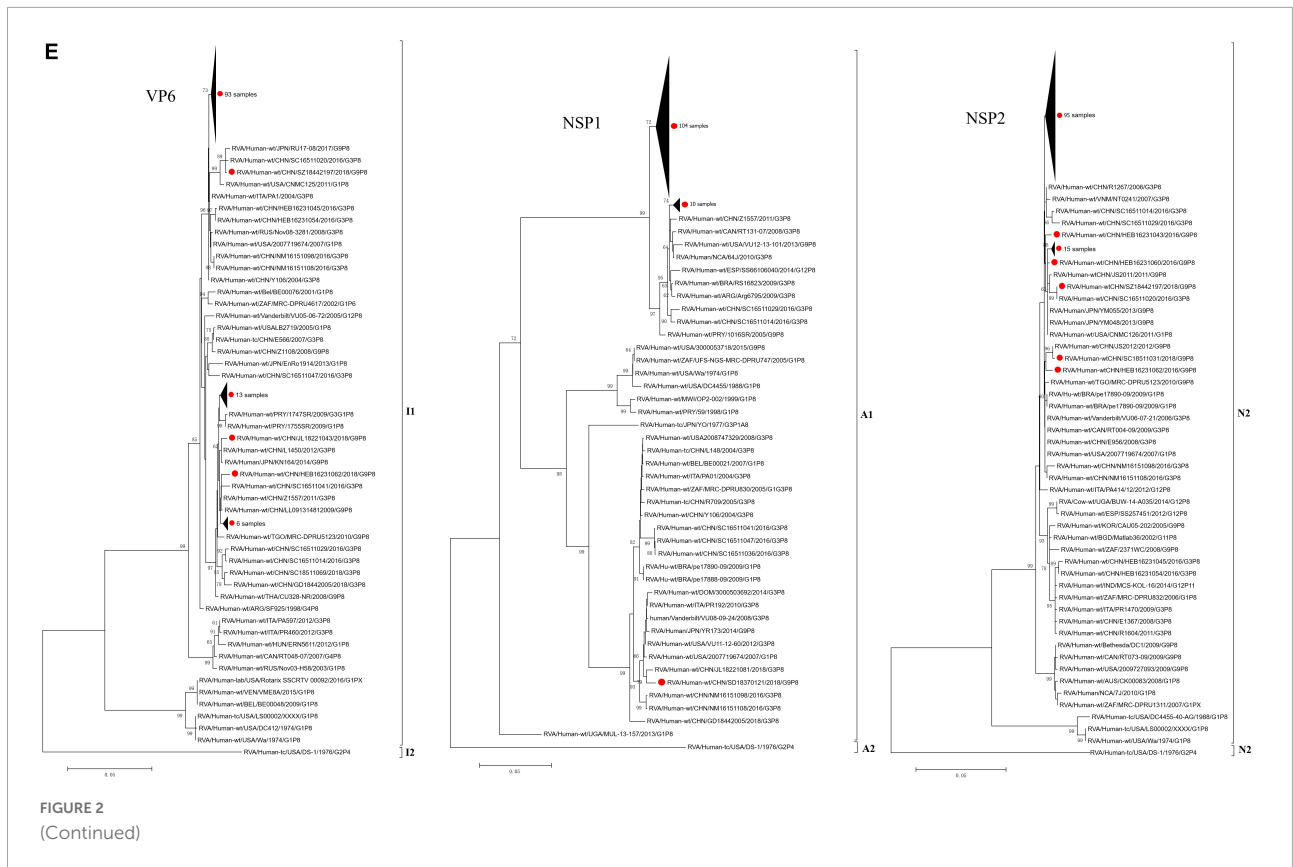 E
VP6
73
93 samples
RVA/Human-wt/JPN/RU17-08/2017/G9P8
89
RVA/Human-wt/CHN/SC16511020/2016/G3P8
99
RVA/Human-wt/CHN/SZ18442197/2018/G9P8
RVA/Human-wt/USA/CNMC125/2011/G1P8
RVA/Human-wt/ITA/PA1/2004/G3P8
96
RVA/Human-wt/CHN/HEB16231045/2016/G3P8
RVA/Human-wt/CHN/HEB16231054/2016/G3P8
RVA/Human-wt/RUS/Nov08-3281/2008/G3P8
RVA/Human-wt/USA/2007719674/2007/G1P8
RVA/Human-wt/CHN/NM16151098/2016/G3P8
RVA/Human-wt/CHN/NM16151108/2016/G3P8
RVA/Human-wt/CHN/Y106/2004/G3P8
94
RVA/Human-wt/Bel/BE00076/2001/G1P8
RVA/Human-wt/ZAF/MRC-DPRU4617/2002/G1P6
RVA/Human-wt/Vanderbilt/VU05-06-72/2005/G12P8
RVA/Human-wt/USALB2719/2005/G1P8
RVA/Human-tc/CHN/E566/2007/G3P8
RVA/Human-wt/CHN/Z1108/2008/G9P8
RVA/Human-wt/JPN/EnRo1914/2013/G1P8
RVA/Human-wt/CHN/SC16511047/2016/G3P8
13 samples
I1
RVA/Human-wt/PRY/1747SR/2009/G3G1P8
RVA/Human-wt/PRY/1755SR/2009/G1P8
RVA/Human-wt/CHN/JL18221043/2018/G9P8
85
RVA/Human-wt/CHN/L1450/2012/G3P8
RVA/Human/JPN/KN164/2014/G9P8
RVA/Human-wt/CHN/HEB16231062/2018/G9P8
RVA/Human-wt/CHN/SC16511041/2016/G3P8
RVA/Human-wt/CHN/Z1557/2011/G3P8
RVA/Human-wt/CHN/LL091314812009/G9P8
6 samples
RVA/Human-wt/TGO/MRC-DPRU5123/2010/G9P8
99
RVA/Human-wt/CHN/SC16511029/2016/G3P8
92
RVA/Human-wt/CHN/SC16511014/2016/G3P8
97
RVA/Human-wt/CHN/SC18511069/2018/G3P8
RVA/Human-wt/CHN/GD18442005/2018/G3P8
RVA/Human-wt/THA/CU328-NR/2008/G9P8
RVA/Human-wt/ARG/SF925/1998/G4P8
RVA/Human-wt/ITA/PA597/2012/G3P8
RVA/Human-wt/ITA/PR460/2012/G3P8
RVA/Human-wt/HUN/ERN5611/2012/G1P8
RVA/Human-wt/CAN/RT048-07/2007/G4P8
99
RVA/Human-wt/RUS/Nov03-H58/2003/G1P8
RVA/Human-lab/USA/Rotarix SSCRTV 00092/2016/G1PX
RVA/Human-wt/VEN/VME8A/2015/G1P8
99
RVA/Human-wt/BEL/BE00048/2009/G1P8
RVA/Human-tc/USA/LS00002/XXXX/G1P8
99
RVA/Human-wt/USA/DC412/1974/G1P8
99
RVA/Human-wt/USA/Wa/1974/G1P8
RVA/Human-tc/USA/DS-1/1976/G2P4
I2
0.05
NSP1
72
104 samples
74
10 samples
99
RVA/Human-wt/CHN/Z1557/2011/G3P8
RVA/Human-wt/CAN/RT131-07/2008/G3P8
RVA/Human-wt/USA/VU12-13-101/2013/G9P8
64
RVA/Human/NCA/64J/2010/G3P8
RVA/Human-wt/ESP/SS66106040/2014/G12P8
RVA/Human-wt/BRA/RS16823/2009/G3P8
RVA/Human-wt/ARG/Arg6795/2009/G3P8
97
RVA/Human-wt/CHN/SC16511029/2016/G3P8
90
RVA/Human-wt/CHN/SC16511014/2016/G3P8
RVA/Human-wt/PRY/1016SR/2005/G9P8
72
RVA/Human-wt/USA/3000053718/2015/G9P8
RVA/Human-wt/ZAF/UFS-NGS-MRC-DPRU747/2005/G1P8
99
RVA/Human-wt/USA/Wa/1974/G1P8
RVA/Human-wt/USA/DC4455/1988/G1P8
99
RVA/Human-wt/MWI/OP2-002/1999/G1P8
99
RVA/Human-wt/PRY/59/1998/G1P8
A1
RVA/Human-tc/JPN/YO/1977/G3P1A8
RVA/Human-wt/USA2008747329/2008/G3P8
RVA/Human-tc/CHN/L148/2004/G3P8
98
RVA/Human-wt/BEL/BE00021/2007/G1P8
RVA/Human-wt/ITA/PA01/2004/G3P8
RVA/Human-wt/ZAF/MRC-DPRU830/2005/G1G3P8
RVA/Human-tc/CHN/R709/2005/G3P8
99
RVA/Human-wt/CHN/Y106/2004/G3P8
RVA/Human-wt/CHN/SC16511041/2016/G3P8
RVA/Human-wt/CHN/SC16511047/2016/G3P8
RVA/Human-wt/CHN/SC16511036/2016/G3P8
RVA/Hu-wt/BRA/pe17890-09/2009/G1P8
RVA/Hu-wt/BRA/pe17888-09/2009/G1P8
RVA/Human-wt/DOM/3000503692/2014/G3P8
RVA/Human-wt/ITA/PR192/2010/G3P8
human/Vanderbilt/VU08-09-24/2008/G3P8
RVA/Human/JPN/YR173/2014/G9P8
RVA/Human-wt/USA/VU11-12-60/2012/G3P8
RVA/Human-wt/USA/2007719674/2007/G1P8
99
RVA/Human-wt/CHN/JL18221081/2018/G3P8
RVA/Human-wt/CHN/SD18370121/2018/G9P8
RVA/Human-wt/CHN/NM16151098/2016/G3P8
RVA/Human-wt/CHN/NM16151108/2016/G3P8
RVA/Human-wt/CHN/GD18442005/2018/G3P8
RVA/Human-wt/UGA/MUL-13-157/2013/G1P8
RVA/Human-tc/USA/DS-1/1976/G2P4
A2
0.05
NSP2
95 samples
RVA/Human-wt/CHN/R1267/2006/G3P8
RVA/Human-wt/VNM/NT0241/2007/G3P8
RVA/Human-wt/CHN/SC16511014/2016/G3P8
RVA/Human-wt/CHN/SC16511029/2016/G3P8
RVA/Human-wt/CHN/HEB16231043/2016/G9P8
15 samples
RVA/Human-wt/CHN/HEB16231060/2016/G9P8
RVA/Human-wtCHN/JS2011/2011/G9P8
RVA/Human-wt/CHN/SZ18442197/2018/G9P8
RVA/Human-wt/CHN/SC16511020/2016/G3P8
RVA/Human/JPN/YM055/2013/G9P8
RVA/Human/JPN/YM048/2013/G9P8
RVA/Human-wt/USA/CNMC126/2011/G1P8
RVA/Human-wt/CHN/JS2012/2012/G9P8
RVA/Human-wtCHN/SC18511031/2018/G9P8
RVA/Human-wtCHN/HEB16231062/2016/G9P8
RVA/Human-wt/TGO/MRC-DPRU5123/2010/G9P8
RVA/Hu-wt/BRA/pe17890-09/2009/G1P8
N2
RVA/Human-wt/BRA/pe17890-09/2009/G1P8
RVA/Human-wt/Vanderbilt/VU06-07-21/2006/G3P8
RVA/Human-wt/CAN/RT004-09/2009/G3P8
RVA/Human-wt/CHN/E956/2008/G3P8
RVA/Human-wt/USA/2007719674/2007/G1P8
RVA/Human-wt/CHN/NM16151098/2016/G3P8
RVA/Human-wt/CHN/NM16151108/2016/G3P8
RVA/Human-wt/ITA/PA414/12/2012/G12P8
99
RVA/Cow-wt/UGA/BUW-14-A035/2014/G12P8
RVA/Human-wt/ESP/SS257451/2012/G12P8
RVA/Human-wt/KOR/CAU05-202/2005/G9P8
93
RVA/Human-wt/BGD/Matlab36/2002/G11P8
RVA/Human-wt/ZAF/2371WC/2008/G9P8
RVA/Human-wt/CHN/HEB16231045/2016/G3P8
99
RVA/Human-wt/CHN/HEB16231054/2016/G3P8
RVA/Human-wt/IND/MCS-KOL-16/2014/G12P11
RVA/Human-wt/ZAF/MRC-DPRU832/2006/G1P8
RVA/Human-wt/ITA/PR1470/2009/G3P8
RVA/Human-wt/CHN/E1367/2008/G3P8
RVA/Human-wt/CHN/R1604/2011/G3P8
RVA/Human-wt/Bethesda/DC1/2009/G3P8
RVA/Human-wt/CAN/RT073-09/2009/G9P8
RVA/Human-wt/USA/2009727093/2009/G9P8
99
RVA/Human-wt/AUS/CK00083/2008/G1P8
RVA/Human/NCA/7J/2010/G1P8
RVA/Human-wt/ZAF/MRC-DPRU1311/2007/G1PX
RVA/Human-tc/USA/DC4455-40-AG/1988/G1P8
99
RVA/Human-tc/USA/LS00002/XXXX/G1P8
99
RVA/Human-wt/USA/Wa/1974/G1P8
RVA/Human-tc/USA/DS-1/1976/G2P4
N2
0.05
FIGURE 2
(Continued)